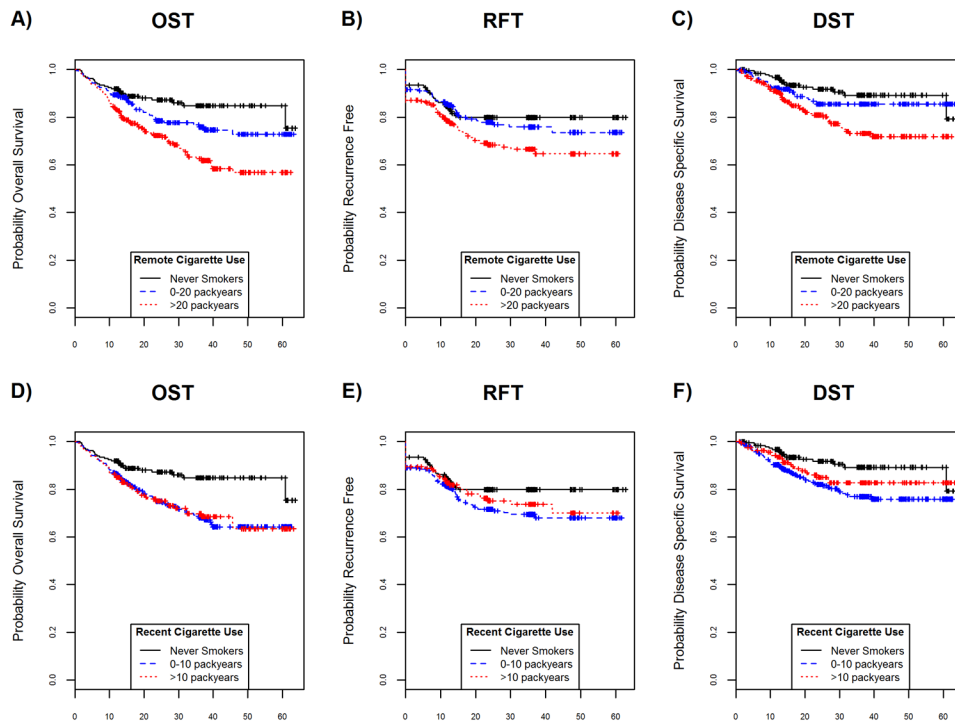 A) OST
B) RFT
C) DST
Probability Overall Survival
1.0
0.8
0.6
0.4
0.2
0.0
Remote Cigarette Use
Never Smokers
0-20 packyears
>20 packyears
0 10 20 30 40 50 60
Probability Recurrence Free
1.0
0.8
0.6
0.4
0.2
0.0
Remote Cigarette Use
Never Smokers
0-20 packyears
>20 packyears
0 10 20 30 40 50 60
Probability Disease Specific Survival
1.0
0.8
0.6
0.4
0.2
0.0
Remote Cigarette Use
Never Smokers
0-20 packyears
>20 packyears
0 10 20 30 40 50 60
D) OST
E) RFT
F) DST
Probability Overall Survival
1.0
0.8
0.6
0.4
0.2
0.0
Recent Cigarette Use
Never Smokers
0-10 packyears
>10 packyears
0 10 20 30 40 50 60
Probability Recurrence Free
1.0
0.8
0.6
0.4
0.2
0.0
Recent Cigarette Use
Never Smokers
0-10 packyears
>10 packyears
0 10 20 30 40 50 60
Probability Disease Specific Survival
1.0
0.8
0.6
0.4
0.2
0.0
Recent Cigarette Use
Never Smokers
0-10 packyears
>10 packyears
0 10 20 30 40 50 60